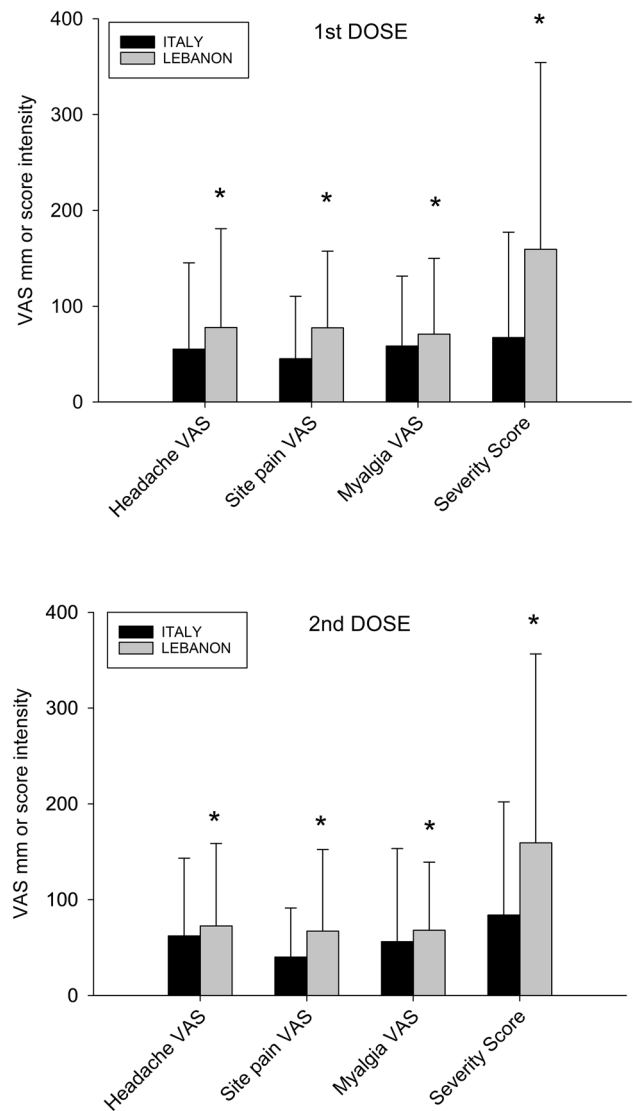 1st DOSE
ITALY
LEBANON
VAS mm or score intensity
400
300
200
100
0
*
*
*
*
Headache VAS
Site pain VAS
Myalgia VAS
Severity Score
2nd DOSE
ITALY
LEBANON
VAS mm or score intensity
400
300
200
100
0
*
*
*
*
Headache VAS
Site pain VAS
Myalgia VAS
Severity Score